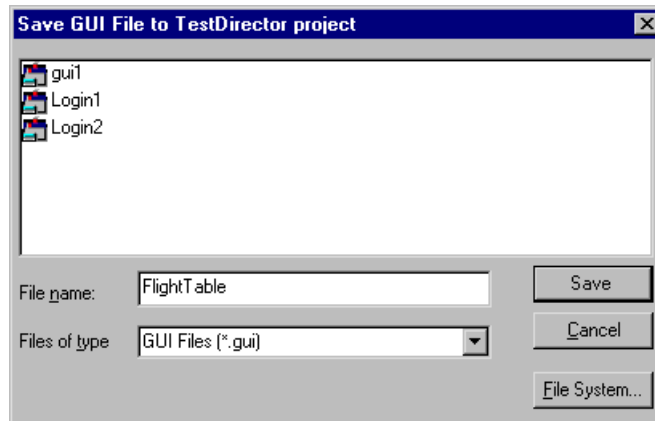 Save GUI File to TestDirector project
gui1
Login1
Login2
File name:
FlightTable
Save
Files of type
GUI Files (*.gui)
Cancel
File System...